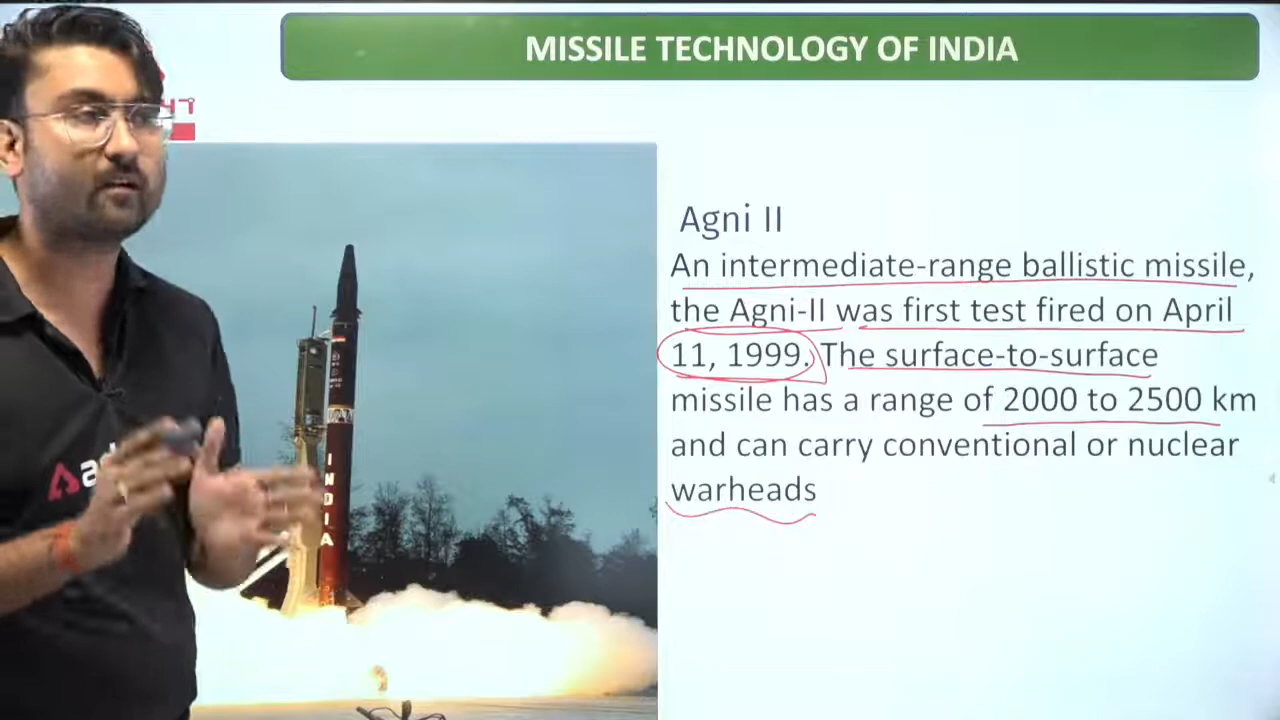 MISSILE TECHNOLOGY OF INDIA
47
Agni II
An intermediate-range ballistic missile,
the Agni-II was first test fired on April
11, 1999. The surface-to-surface
missile has a range of 2000 to 2500 km
and can carry conventional or nuclear
warheads
INDIA